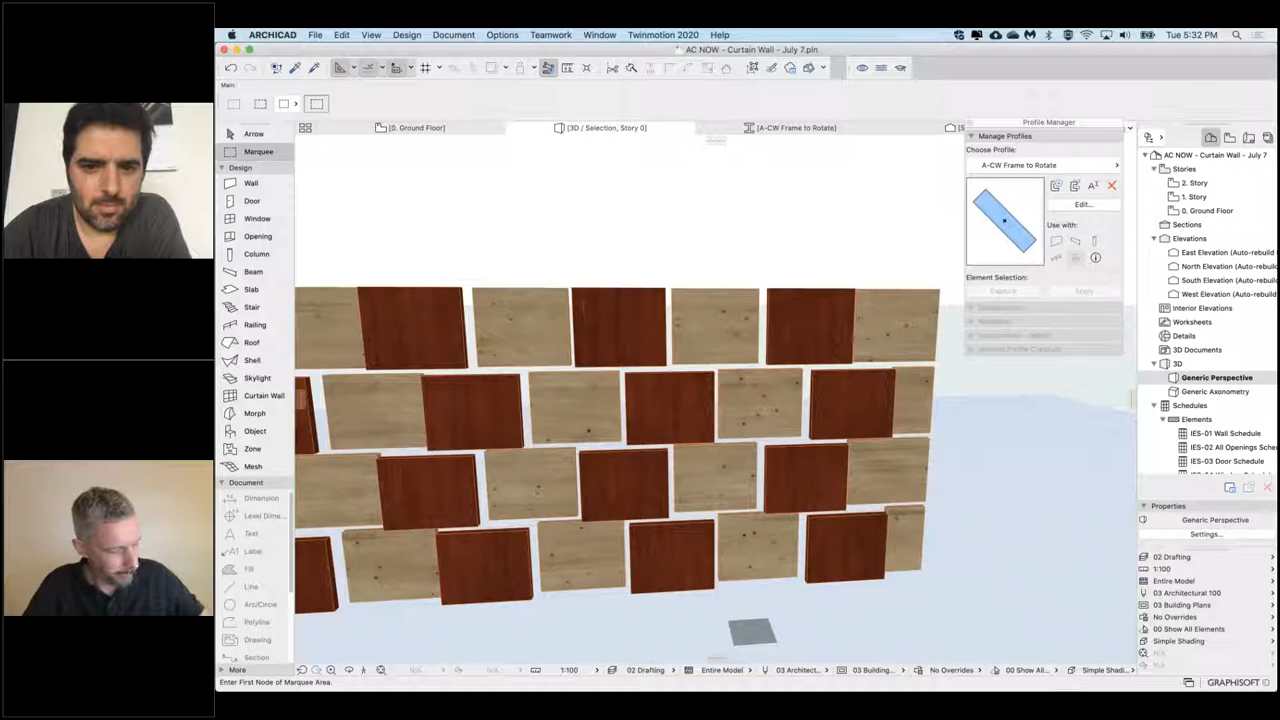 ARCHICAD File Edit View Design Document Options Teamwork Window Twinmotion 2020 Help Tue 5:32 PM
AC NOW - Curtain Wall - July 7.pln
Main:
[0. Ground Floor] [3D / Selection, Story 0] [A-CW Frame to Rotate] [S
Arrow
Marquee
Design
Wall
Door
Window
Opening
Column
Beam
Slab
Stair
Railing
Roof
Shell
Skylight
Curtain Wall
Morph
Object
Zone
Mesh
Document
Dimension
Level Dime...
Text
Label
Fill
Line
Arc/Circle
Polyline
Drawing
Section
More
Profile Manager
Manage Profiles
Choose Profile:
A-CW Frame to Rotate
Edit...
Use with:
Element Selection:
Capture Apply
AC NOW - Curtain Wall - July 7
Stories
2. Story
1. Story
0. Ground Floor
Sections
Elevations
East Elevation (Auto-rebuild
North Elevation (Auto-rebuild
South Elevation (Auto-rebuild
West Elevation (Auto-rebuild
Interior Elevations
Worksheets
Details
3D Documents
3D
Generic Perspective
Generic Axonometry
Schedules
Elements
IES-01 Wall Schedule
IES-02 All Openings Sche
IES-03 Door Schedule
Properties
Generic Perspective
Settings...
02 Drafting
1:100
Entire Model
03 Architectural 100
03 Building Plans
No Overrides
00 Show All Elements
Simple Shading
N/A
N/A N/A 1:100 02 Drafting Entire Model 03 Architect... 03 Building... No Overrides 00 Show All... Simple Shadi...
Enter First Node of Marquee Area.
GRAPHISOFT ID